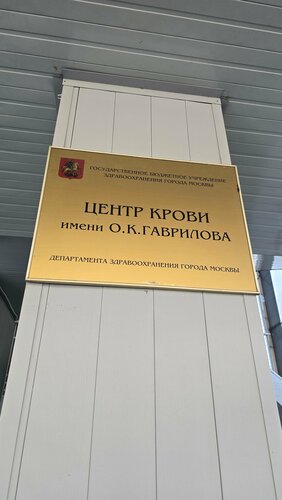 ГОСУДАРСТВЕННОЕ БЮДЖЕТНОЕ УЧРЕЖДЕНИЕ
ЗДРАВООХРАНЕНИЯ ГОРОДА МОСКВЫ
ЦЕНТР КРОВИ
ИМЕНИ О.К.ГАВРИЛОВА
ДЕПАРТАМЕНТА ЗДРАВООХРАНЕНИЯ ГОРОДА МОСКВЫ